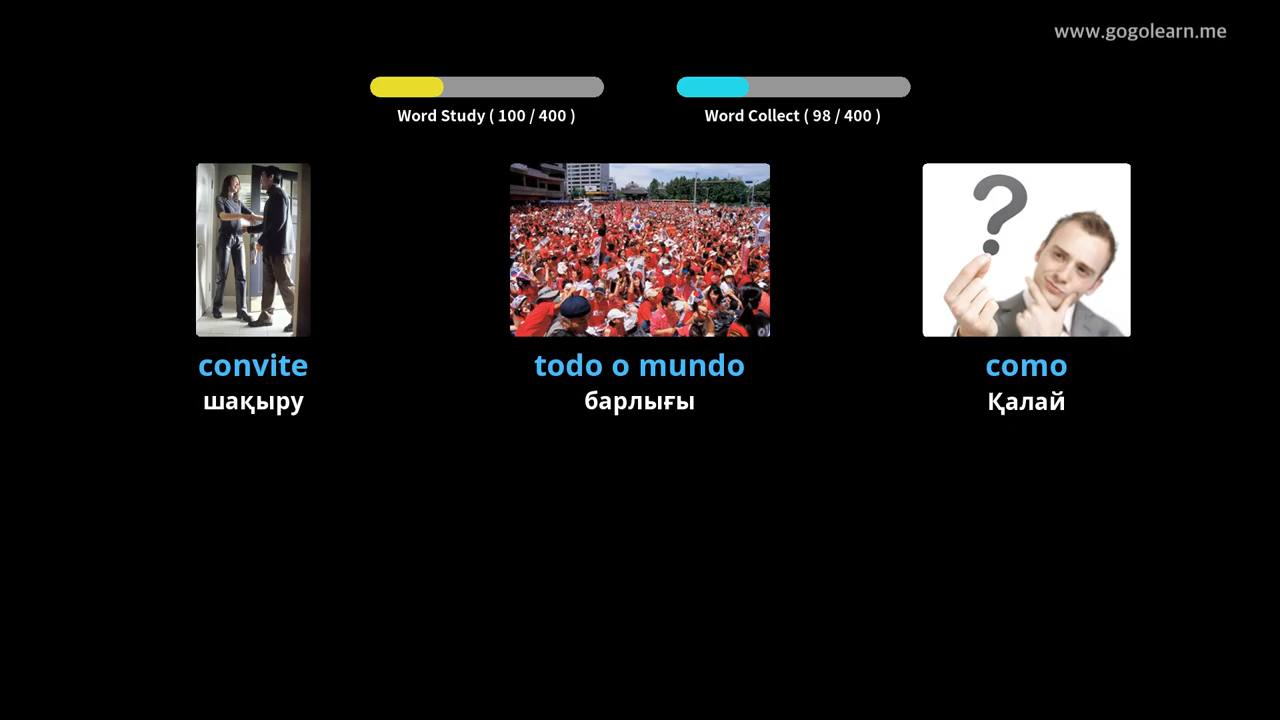 www.gogolearn.me
Word Study ( 100 / 400 )
Word Collect ( 98 / 400 )
convite
шақыру
todo o mundo
барлығы
como
Қалай